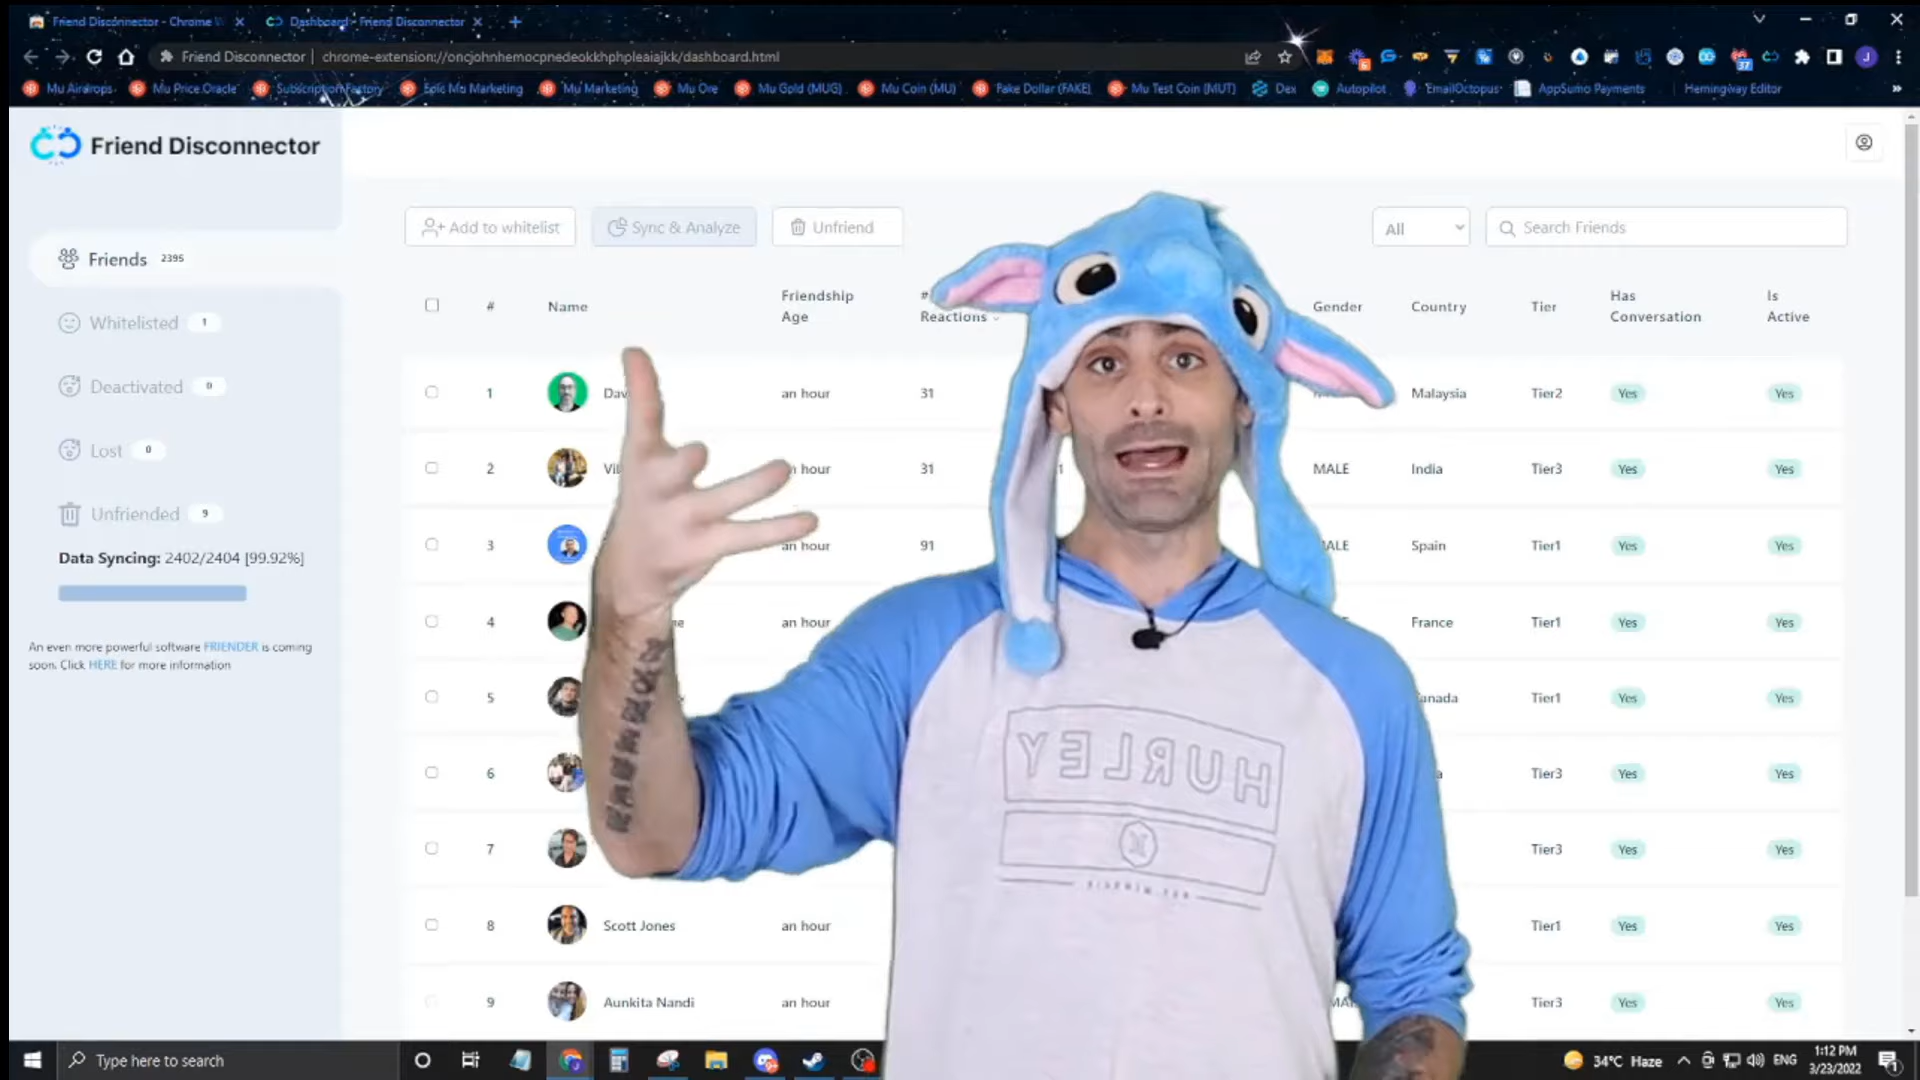 Friend Disconnector - Chrome
Dashboard - Friend Disconnector
Friend Disconnector
chrome-extension://oncjohnhemocpnedeokkhphpleaiajkk/dashboard.html
Mu Airdrops
Mu Price Oracle
Subscription Factory
Epic Mu Marketing
Mu Marketing
Mu Ore
Mu Gold (MUG)
Mu Coin (MU)
Fake Dollar (FAKE)
Mu Test Coin (MUT)
Dex
Autopilot
EmailOctopus
AppSumo Payments
Hemingway Editor
Friend Disconnector
Add to whitelist
Sync & Analyze
Unfriend
All
Search Friends
Friends 2395
Whitelisted 1
Deactivated 0
Lost 0
Unfriended 9
Data Syncing: 2402/2404 [99.92%]
An even more powerful software FRIENDER is coming
soon. Click HERE for more information
# Name Friendship Age # Reactions Gender Country Tier Has Conversation Is Active
1 Dav an hour 31 Malaysia Tier2 Yes Yes
2 an hour 31 MALE India Tier3 Yes Yes
3 an hour 91 Spain Tier1 Yes Yes
4 an hour France Tier1 Yes Yes
5 Tier1 Yes Yes
6 Tier3 Yes Yes
7 Tier3 Yes Yes
8 Scott Jones an hour Tier1 Yes Yes
9 Aunkita Nandi an hour Tier3 Yes Yes
HURLEY
Type here to search
34°C Haze
ENG
1:12 PM
3/23/2022